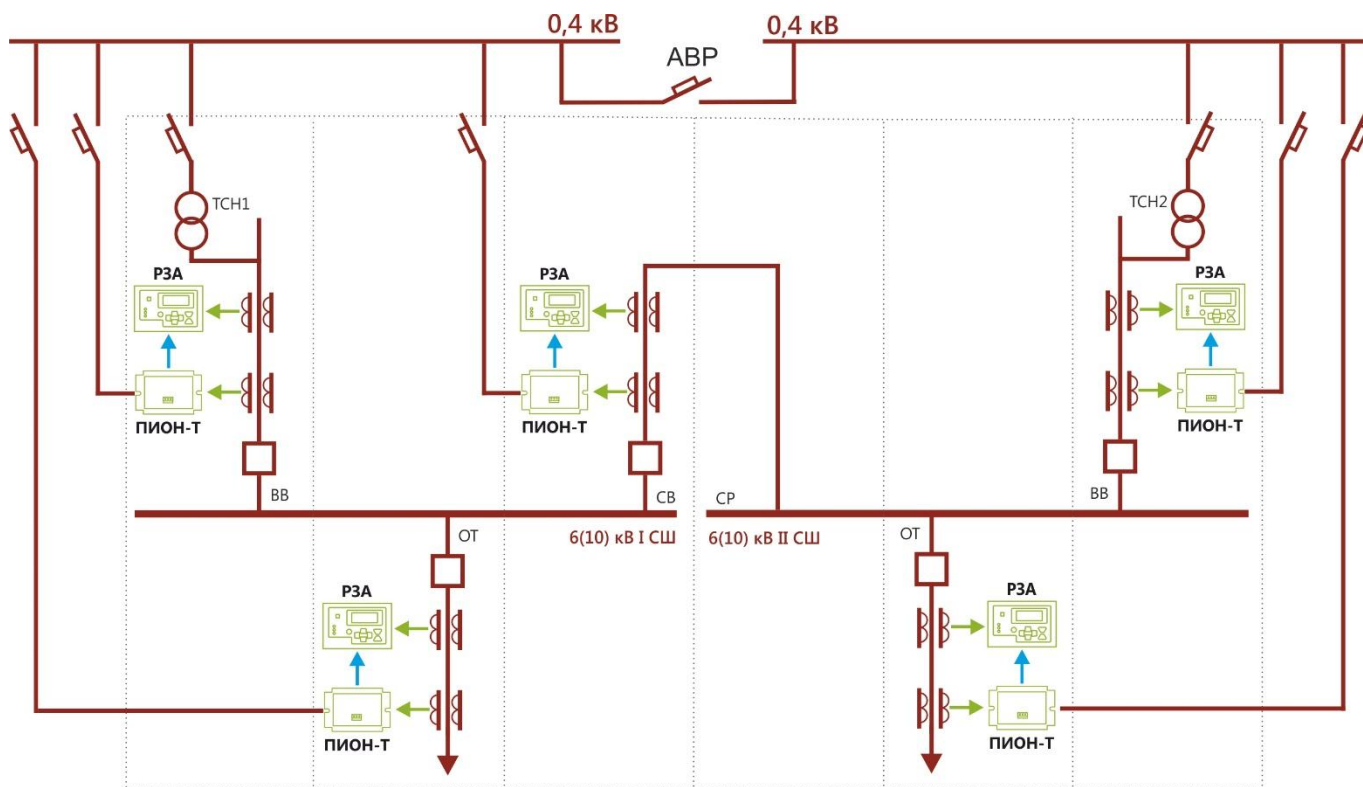 0,4 кВ
0,4 кВ
АВР
ТСН1
ТСН2
РЗА
РЗА
РЗА
ПИОН-Т
ПИОН-Т
ПИОН-Т
ВВ
СВ
СР
ВВ
6(10) кВ I СШ
6(10) кВ II СШ
ОТ
ОТ
РЗА
РЗА
ПИОН-Т
ПИОН-Т